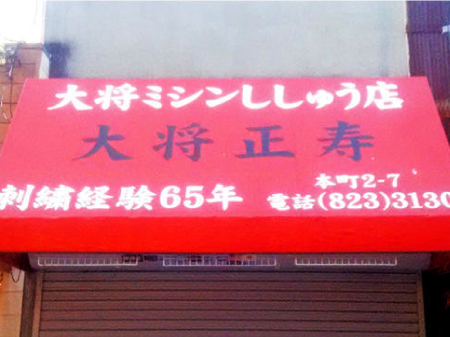 大将ミシンししゅう店
大将正寿
刺繍経験65年
本町2-7
電話(823)3130